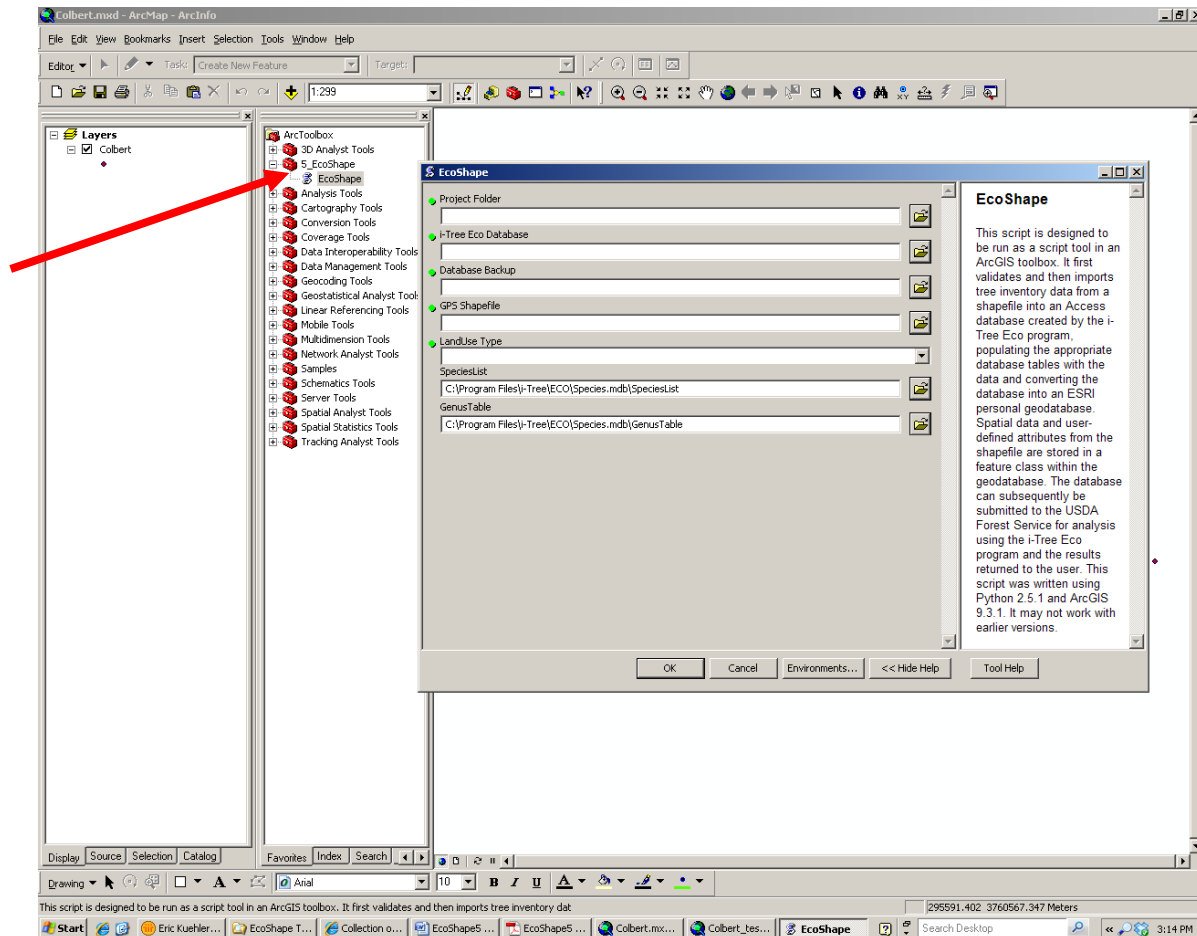 Colbert.mxd - ArcMap - ArcInfo
File Edit View Bookmarks Insert Selection Tools Window Help
Editor Task: Create New Feature Target:
1:299
Layers
Colbert
ArcToolbox
3D Analyst Tools
5_EcoShape
EcoShape
Analysis Tools
Cartography Tools
Conversion Tools
Coverage Tools
Data Interoperability Tools
Data Management Tools
Geocoding Tools
Geostatistical Analyst Tools
Linear Referencing Tools
Mobile Tools
Multidimension Tools
Network Analyst Tools
Samples
Schematics Tools
Server Tools
Spatial Analyst Tools
Spatial Statistics Tools
Tracking Analyst Tools
EcoShape
Project Folder
i-Tree Eco Database
Database Backup
GPS Shapefile
LandUse Type
SpeciesList
C:\Program Files\i-Tree\ECO\Species.mdb\SpeciesList
GenusTable
C:\Program Files\i-Tree\ECO\Species.mdb\GenusTable
EcoShape
This script is designed to
be run as a script tool in an
ArcGIS toolbox. It first
validates and then imports
tree inventory data from a
shapefile into an Access
database created by the i-
Tree Eco program,
populating the appropriate
database tables with the
data and converting the
database into an ESRI
personal geodatabase.
Spatial data and user-
defined attributes from the
shapefile are stored in a
feature class within the
geodatabase. The database
can subsequently be
submitted to the USDA
Forest Service for analysis
using the i-Tree Eco
program and the results
returned to the user. This
script was written using
Python 2.5.1 and ArcGIS
9.3.1. It may not work with
earlier versions.
OK Cancel Environments... << Hide Help Tool Help
Display Source Selection Catalog
Favorites Index Search
Drawing A Arial 10 B I U A
This script is designed to be run as a script tool in an ArcGIS toolbox. It first validates and then imports tree inventory dat
295591.402 3760567.347 Meters
Start Eric Kuehler... EcoShape T... Collection o... EcoShape5 ... EcoShape5 ... Colbert.mx... Colbert_tes... EcoShape Search Desktop 3:14 PM